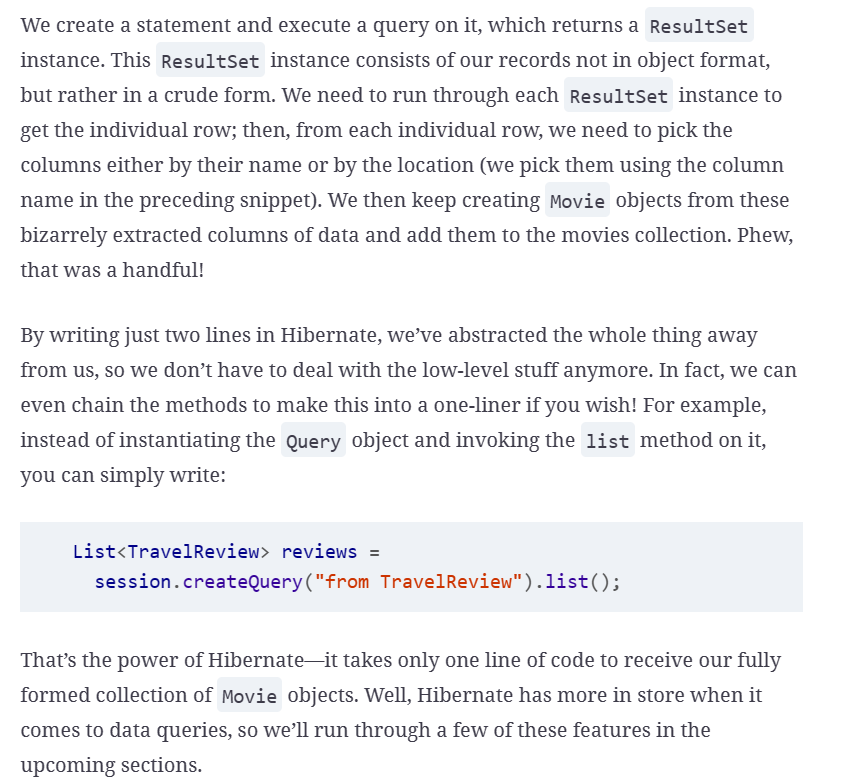 We create a statement and execute a query on it, which returns a ResultSet
instance. This ResultSet instance consists of our records not in object format,
but rather in a crude form. We need to run through each ResultSet instance to
get the individual row; then, from each individual row, we need to pick the
columns either by their name or by the location (we pick them using the column
name in the preceding snippet). We then keep creating Movie objects from these
bizarrely extracted columns of data and add them to the movies collection. Phew,
that was a handful!
By writing just two lines in Hibernate, we’ve abstracted the whole thing away
from us, so we don’t have to deal with the low-level stuff anymore. In fact, we can
even chain the methods to make this into a one-liner if you wish! For example,
instead of instantiating the Query object and invoking the list method on it,
you can simply write:
List<TravelReview> reviews =
session.createQuery("from TravelReview").list();
That’s the power of Hibernate—it takes only one line of code to receive our fully
formed collection of Movie objects. Well, Hibernate has more in store when it
comes to data queries, so we’ll run through a few of these features in the
upcoming sections.